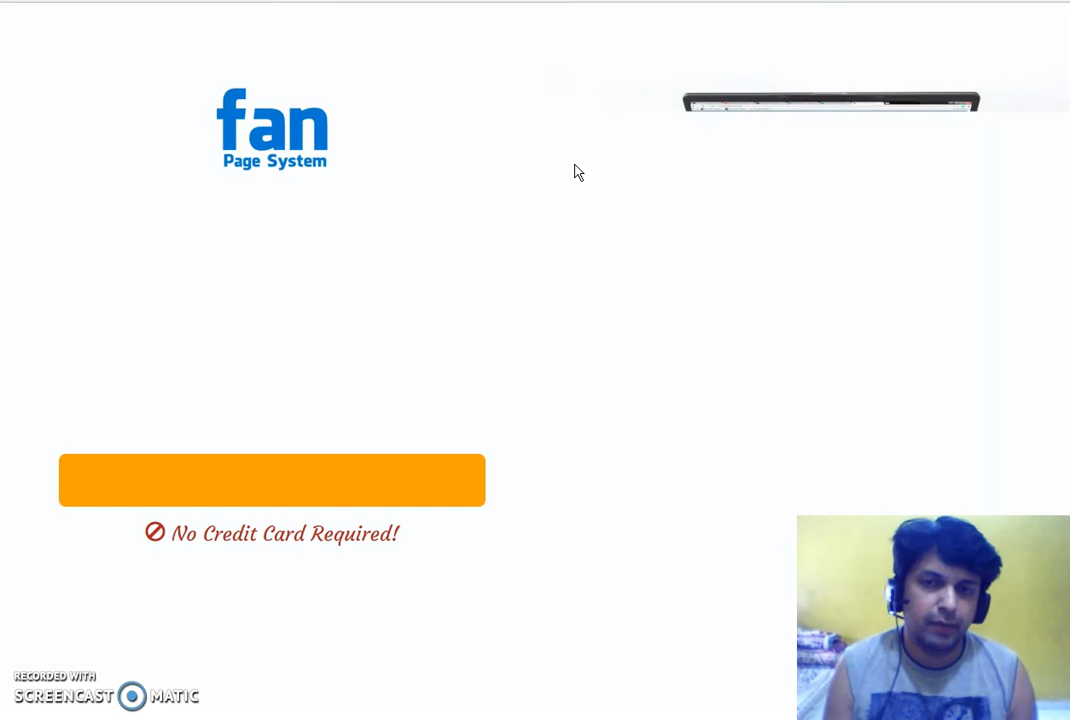 fan
Page System
No Credit Card Required!
RECORDED WITH
SCREENCAST MATIC